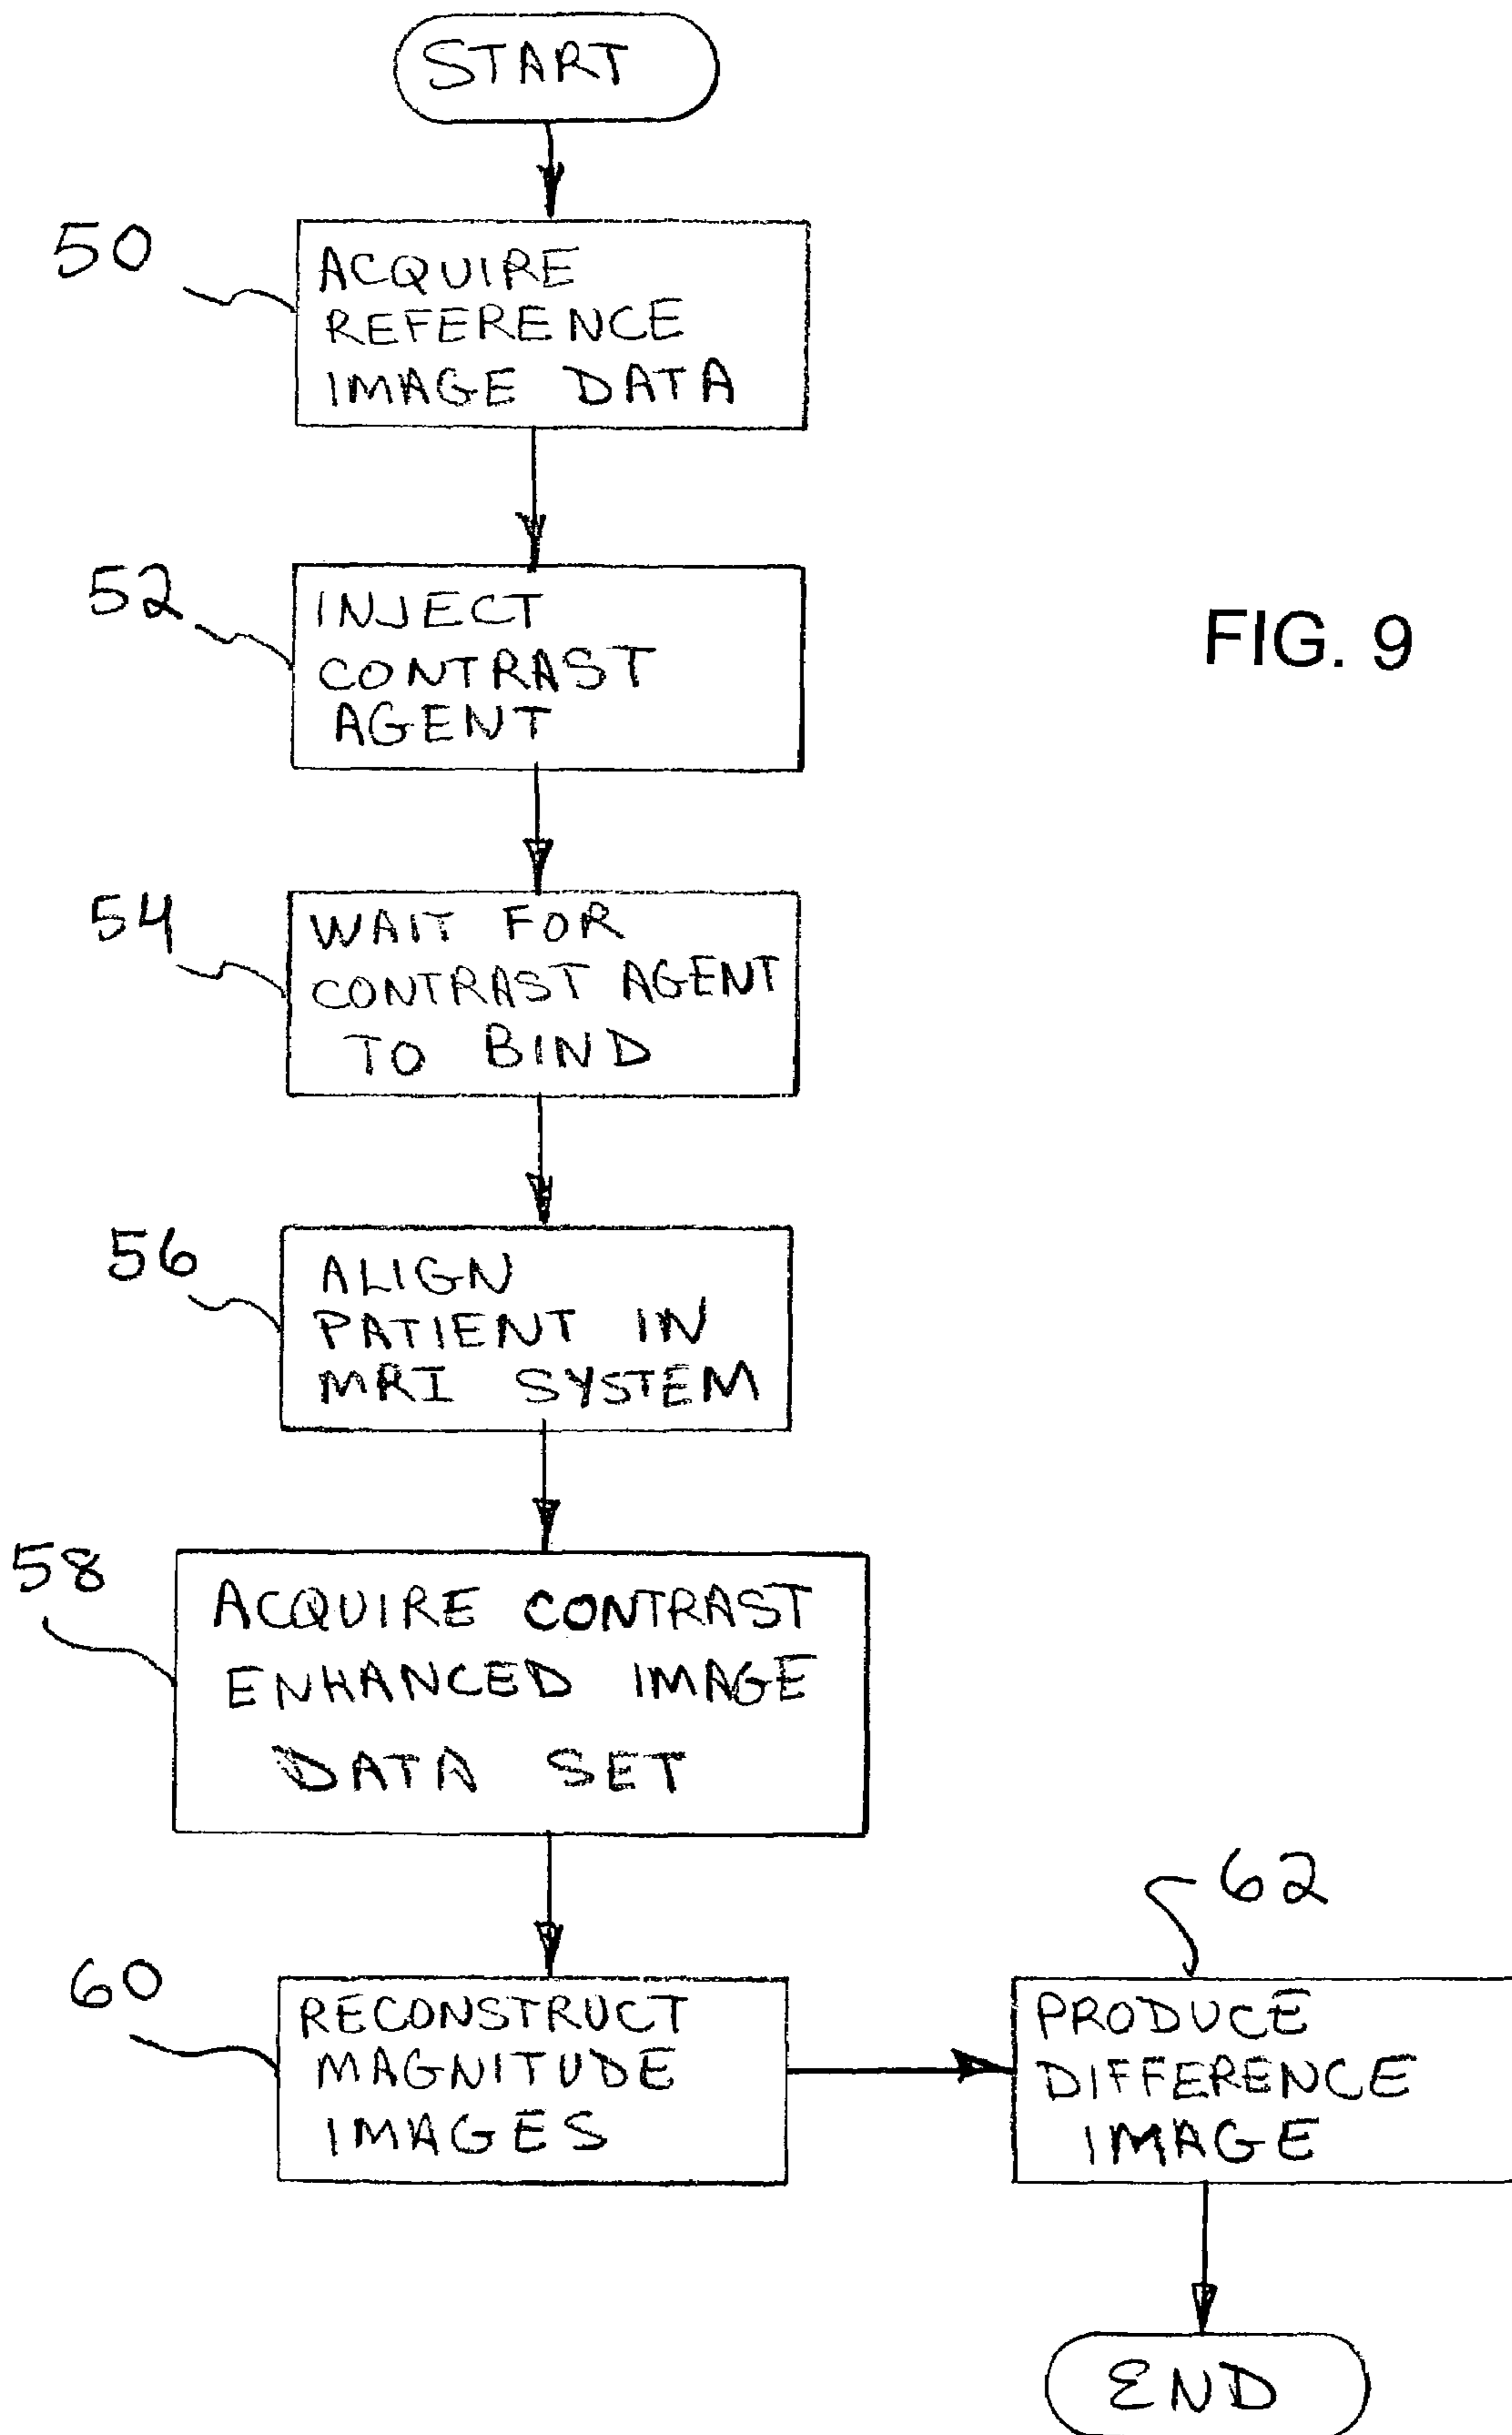 START
50
ACQUIRE
REFERENCE
IMAGE DATA
52
INJECT
CONTRAST
AGENT
FIG. 9
54
WAIT FOR
CONTRAST AGENT
TO BIND
56
ALIGN
PATIENT IN
MRI SYSTEM
58
ACQUIRE CONTRAST
ENHANCED IMAGE
DATA SET
60
RECONSTRUCT
MAGNITUDE
IMAGES
62
PRODUCE
DIFFERENCE
IMAGE
END